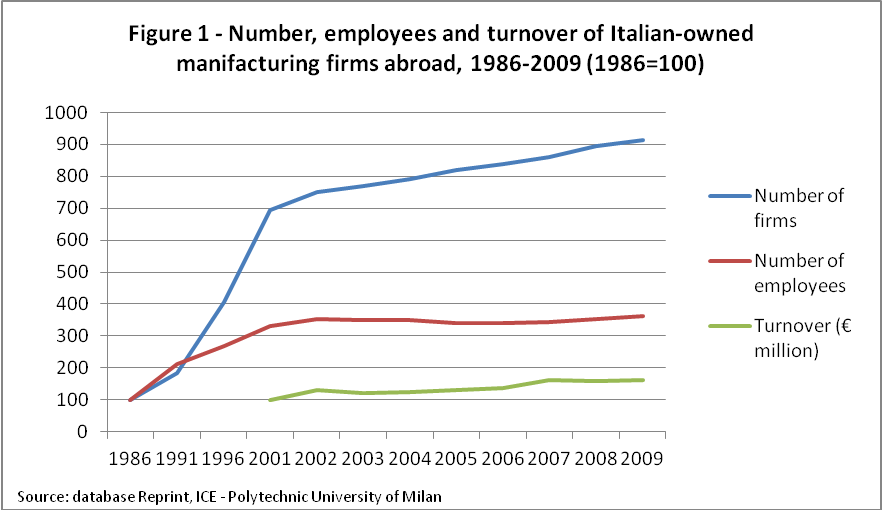 Figure 1 - Number, employees and turnover of Italian-owned
manifacturing firms abroad, 1986-2009 (1986=100)
1000
900
800
700
600
500
400
300
200
100
0
1986 1991 1996 2001 2002 2003 2004 2005 2006 2007 2008 2009
Number of
firms
Number of
employees
Turnover (€
million)
Source: database Reprint, ICE - Polytechnic University of Milan